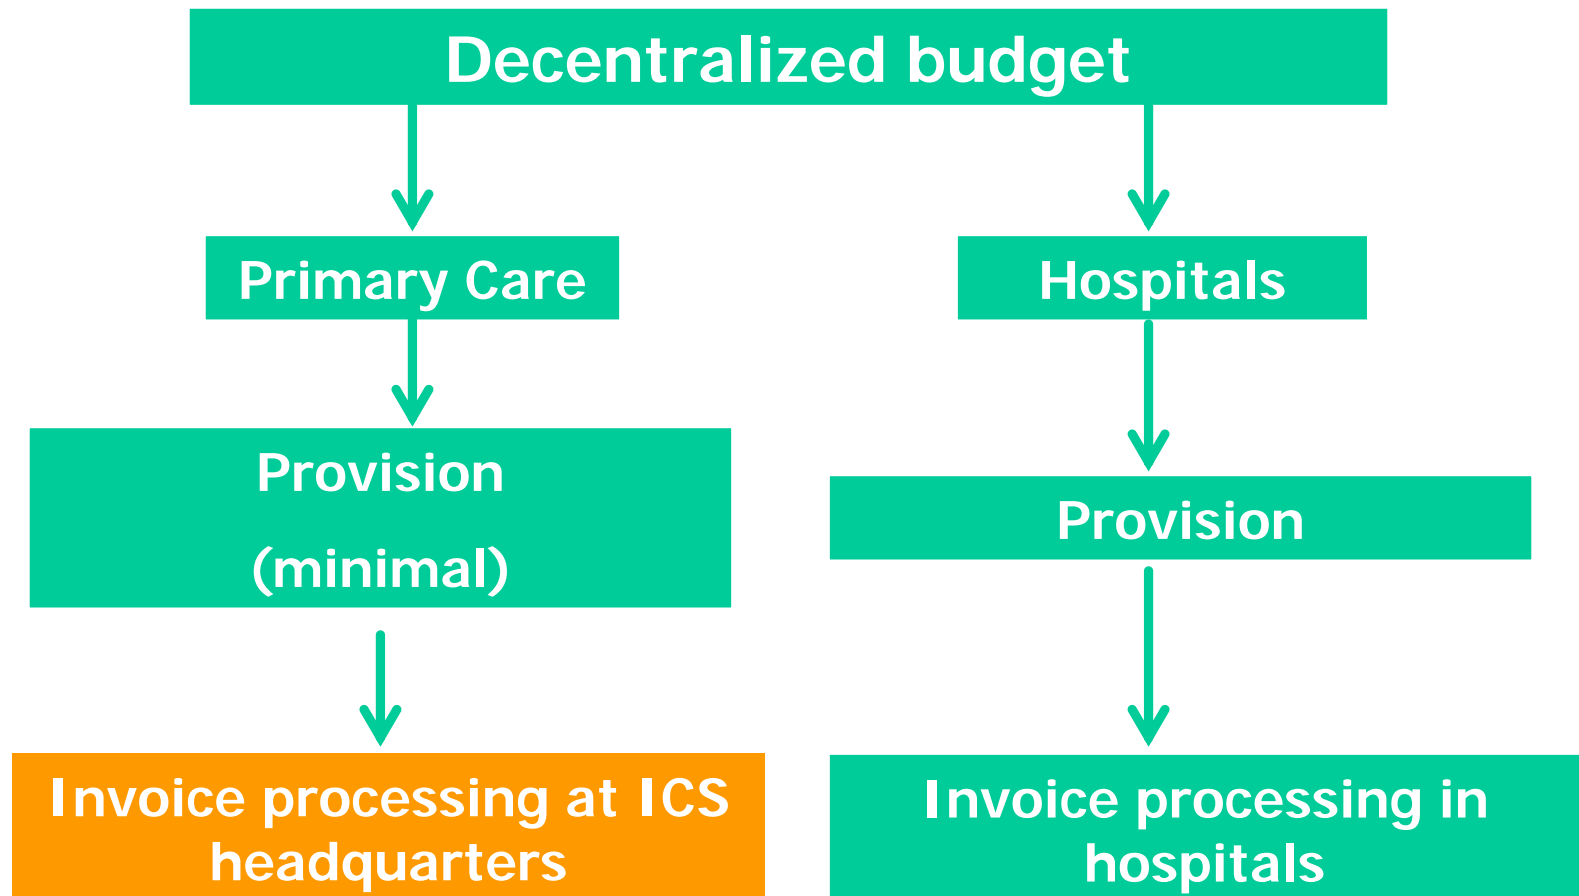 Decentralized budget
Primary Care
Hospitals
Provision
(minimal)
Provision
Invoice processing at ICS
headquarters
Invoice processing in
hospitals